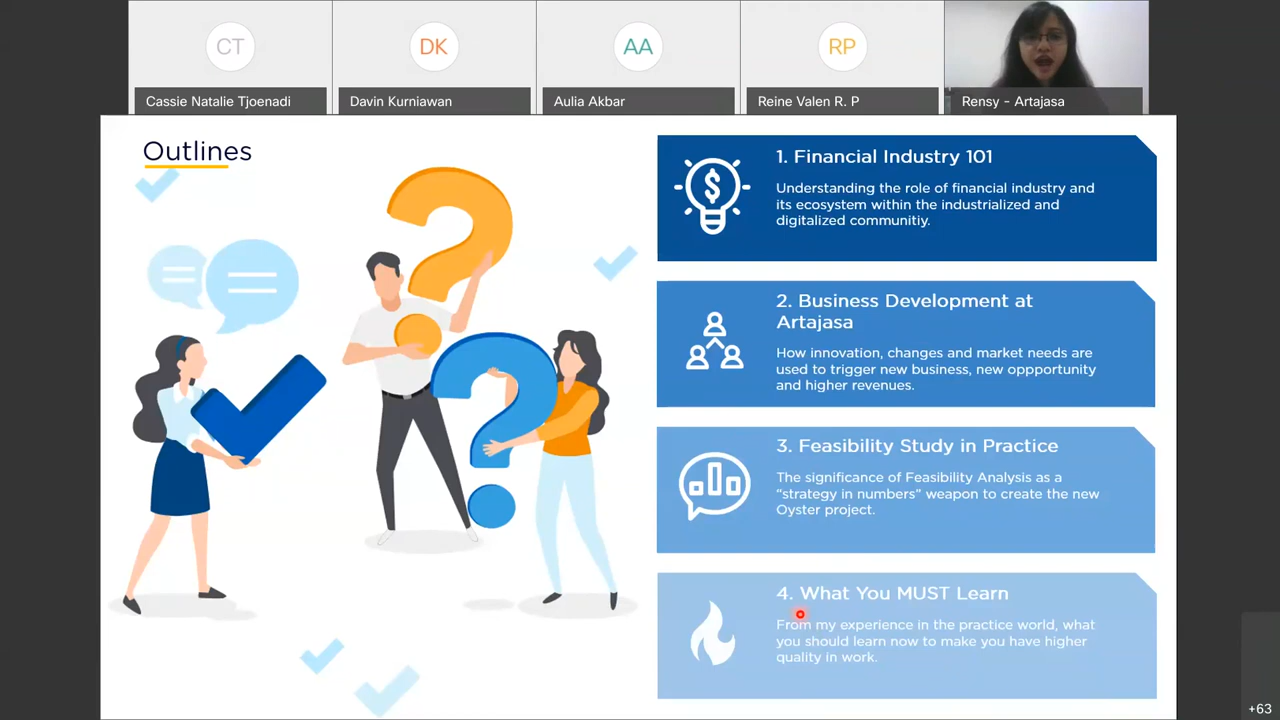 CT
DK
AA
RP
Cassie Natalie Tjoenadi
Davin Kurniawan
Aulia Akbar
Reine Valen R. P
Rensy - Artajasa
Outlines
1. Financial Industry 101
Understanding the role of financial industry and
its ecosystem within the industrialized and
digitalized communitiy.
2. Business Development at
Artajasa
How innovation, changes and market needs are
used to trigger new business, new oppportunity
and higher revenues.
3. Feasibility Study in Practice
The significance of Feasibility Analysis as a
"strategy in numbers" weapon to create the new
Oyster project.
4. What You MUST Learn
From my experience in the practice world, what
you should learn now to make you have higher
quality in work.
+63